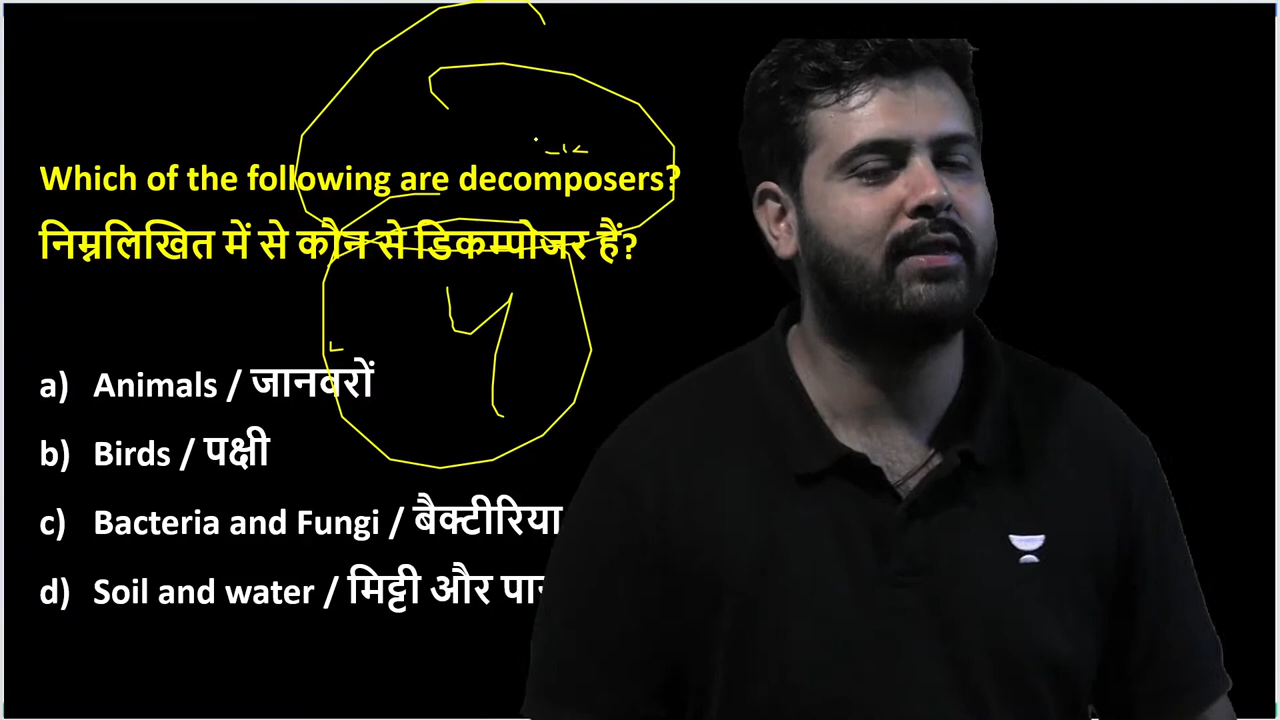 Which of the following are decomposers?
निम्नलिखित में से कौन से डिकम्पोजर हैं?
a) Animals / जानवरों
b) Birds / पक्षी
c) Bacteria and Fungi / बैक्टीरिया
d) Soil and water / मिट्टी और